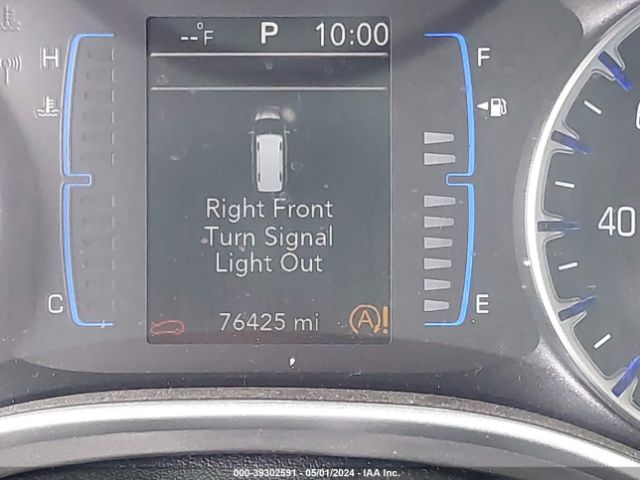 --°F P 10:00
H
F
Right Front
Turn Signal
Light Out
40
C
E
76425 mi
A!
000-39302591 - 05/01/2024 - IAA Inc.